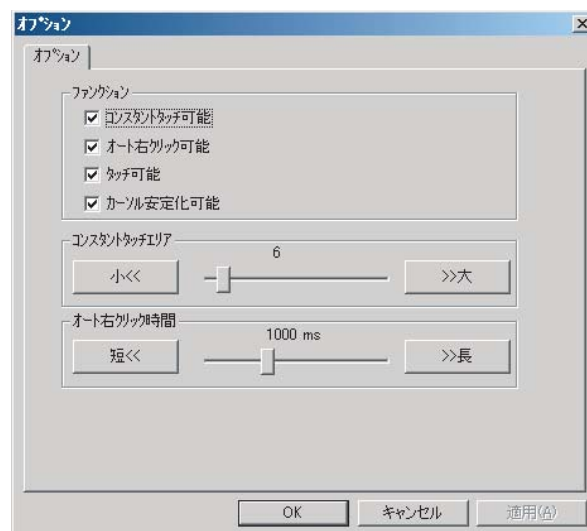 オプション
オプション
ファンクション
コンスタントタッチ可能
オート右クリック可能
タッチ可能
カーソル安定化可能
コンスタントタッチエリア
6
小<<
>>大
オート右クリック時間
1000 ms
短<<
>>長
OK
キャンセル
適用(A)